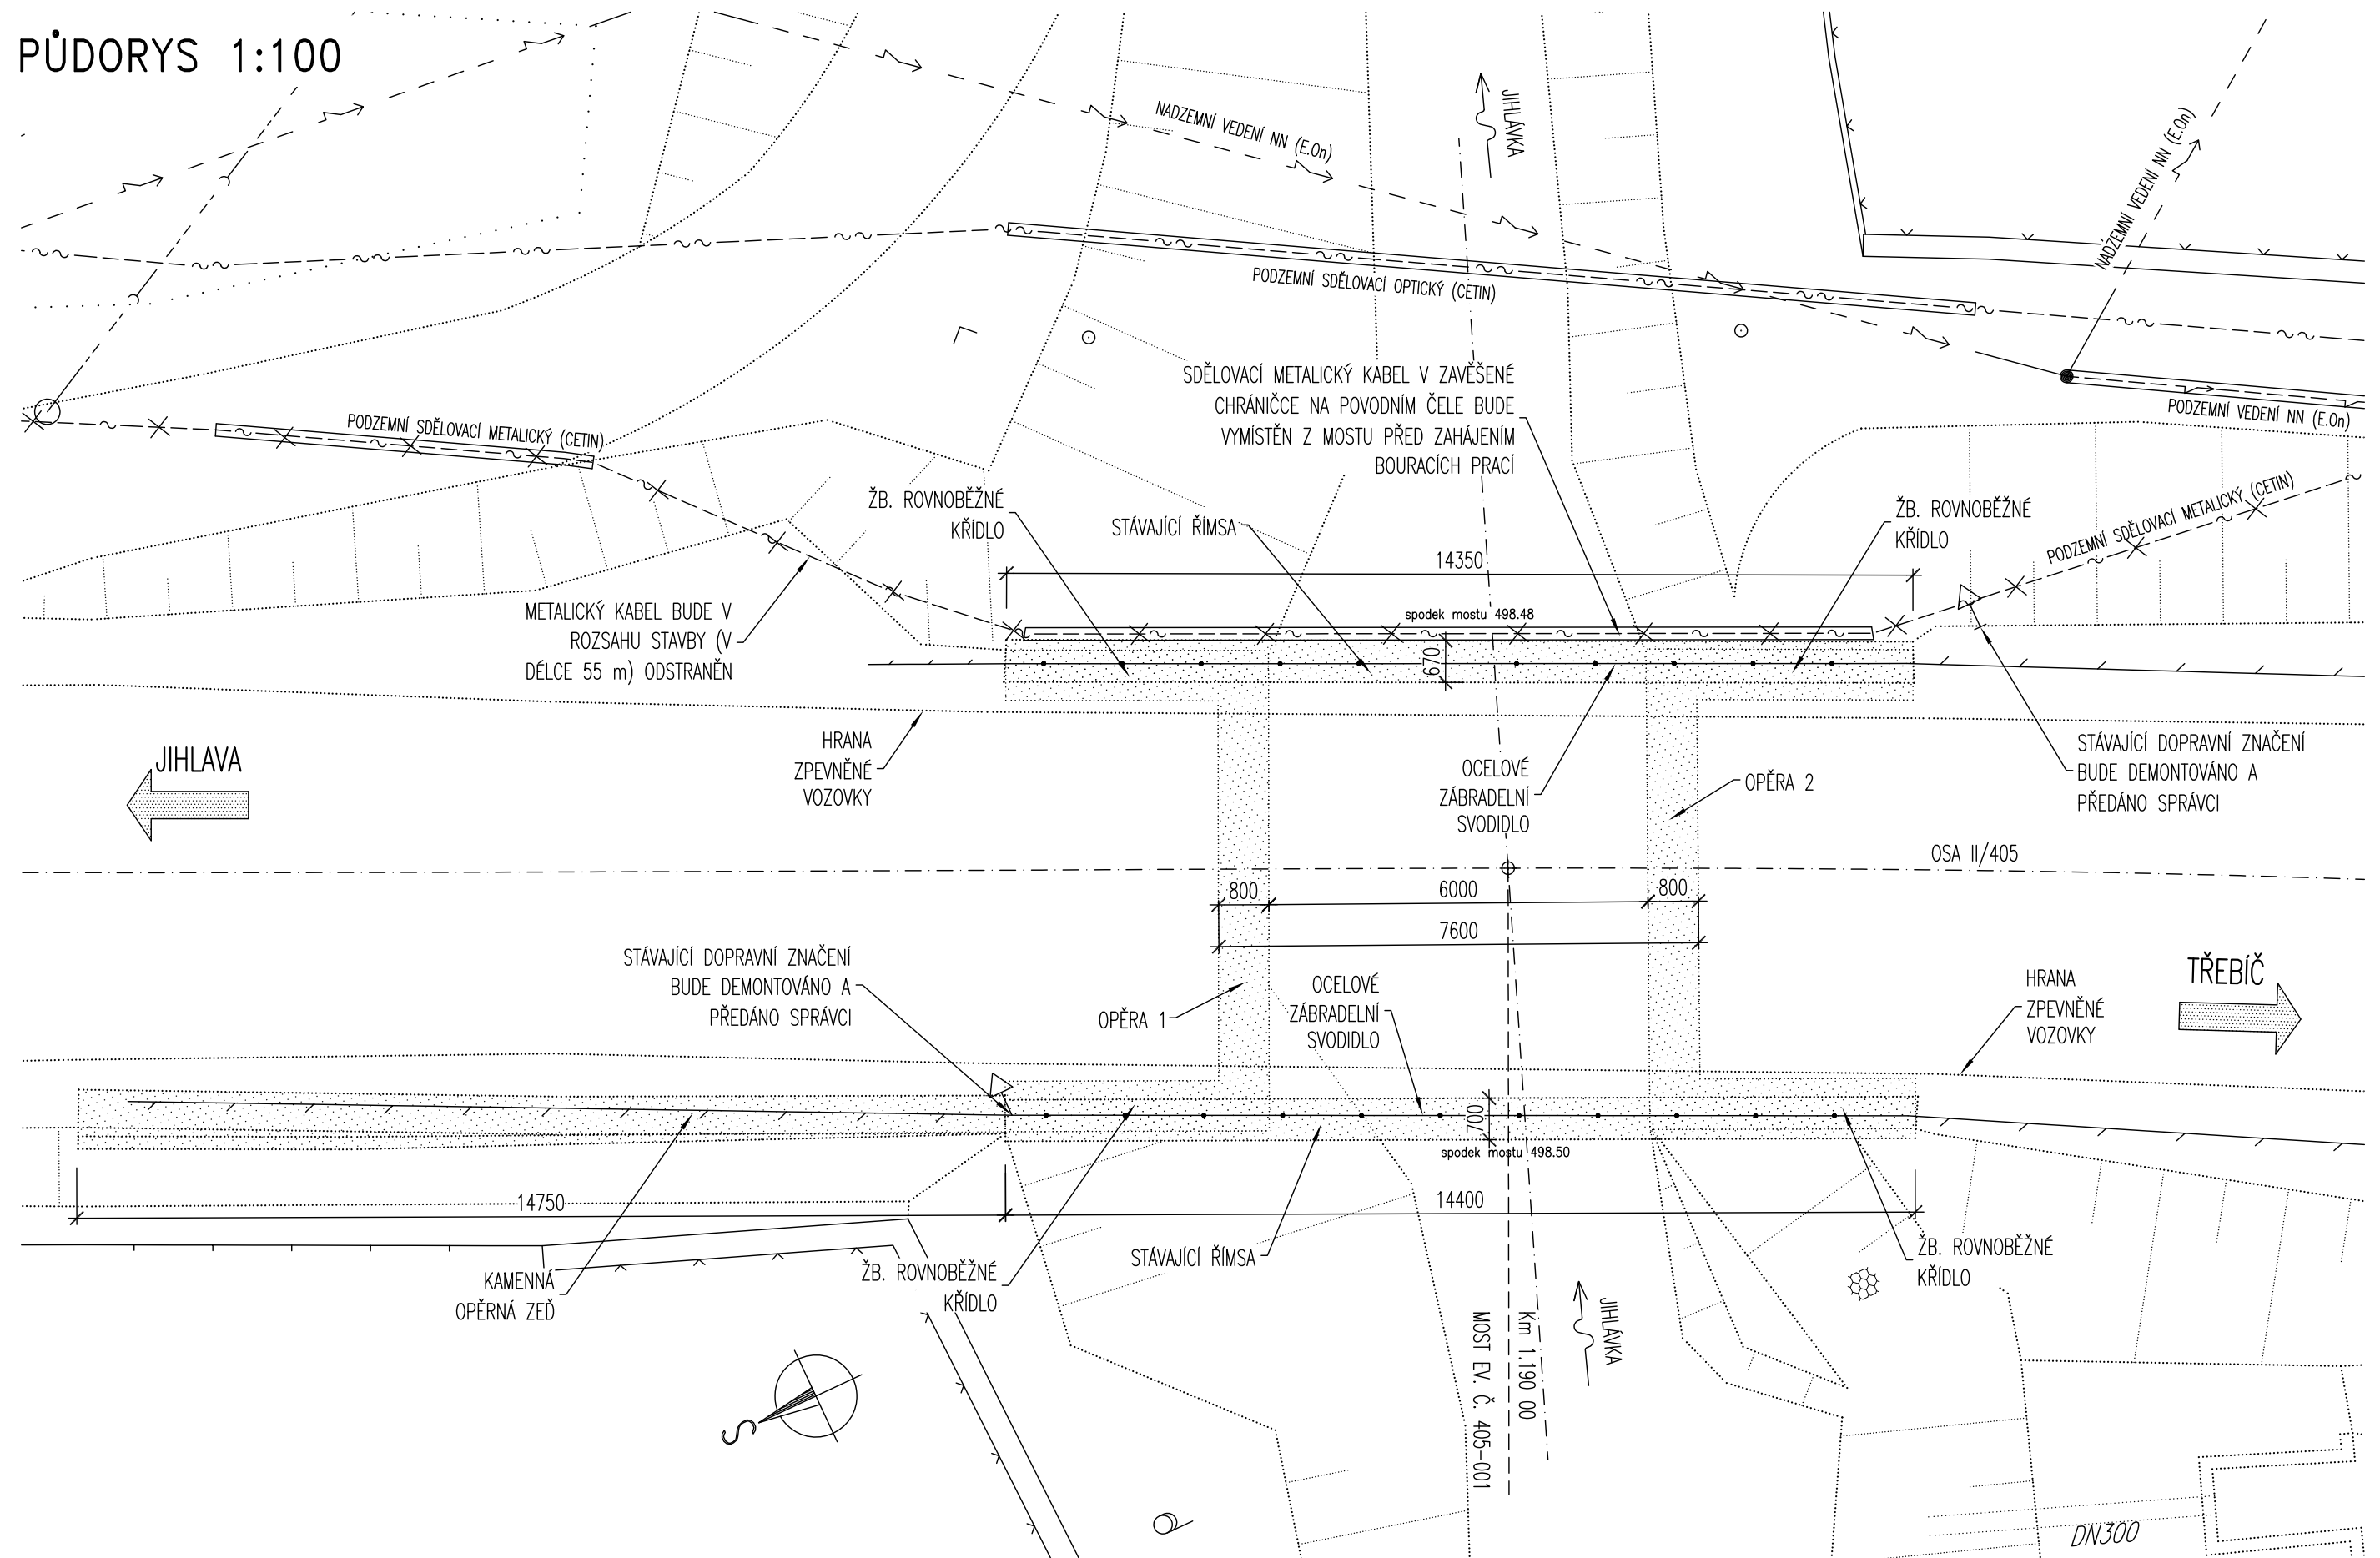 PŮDORYS 1:100
NADZEMNÍ VEDENÍ NN (E.On)
JIHLÁVKA
NADZEMNÍ VEDENÍ NN (E.On)
PODZEMNÍ SDĚLOVACÍ OPTICKÝ (CETIN)
PODZEMNÍ VEDENÍ NN (E.On)
PODZEMNÍ SDĚLOVACÍ METALICKÝ (CETIN)
SDĚLOVACÍ METALICKÝ KABEL V ZAVĚŠENÉ
CHRÁNIČCE NA POVODNÍM ČELE BUDE
VYMÍSTĚN Z MOSTU PŘED ZAHÁJENÍM
BOURACÍCH PRACÍ
ŽB. ROVNOBĚŽNÉ
KŘÍDLO
STÁVAJÍCÍ ŘÍMSA
ŽB. ROVNOBĚŽNÉ
KŘÍDLO
PODZEMNÍ SDĚLOVACÍ METALICKÝ (CETIN)
14350
METALICKÝ KABEL BUDE V
ROZSAHU STAVBY (V
DÉLCE 55 m) ODSTRANĚN
spodek mostu 498.48
670
HRANA
ZPEVNĚNÉ
VOZOVKY
JIHLAVA
OCELOVÉ
ZÁBRADELNÍ
SVODIDLO
OPĚRA 2
STÁVAJÍCÍ DOPRAVNÍ ZNAČENÍ
BUDE DEMONTOVÁNO A
PŘEDÁNO SPRÁVCI
OSA II/405
800
6000
800
7600
STÁVAJÍCÍ DOPRAVNÍ ZNAČENÍ
BUDE DEMONTOVÁNO A
PŘEDÁNO SPRÁVCI
OPĚRA 1
OCELOVÉ
ZÁBRADELNÍ
SVODIDLO
HRANA
ZPEVNĚNÉ
VOZOVKY
TŘEBÍČ
700
spodek mostu 498.50
14750
14400
KAMENNÁ
OPĚRNÁ ZEĎ
ŽB. ROVNOBĚŽNÉ
KŘÍDLO
STÁVAJÍCÍ ŘÍMSA
ŽB. ROVNOBĚŽNÉ
KŘÍDLO
Km 1.190 00
MOST EV. Č. 405-001
JIHLÁVKA
S
DN300